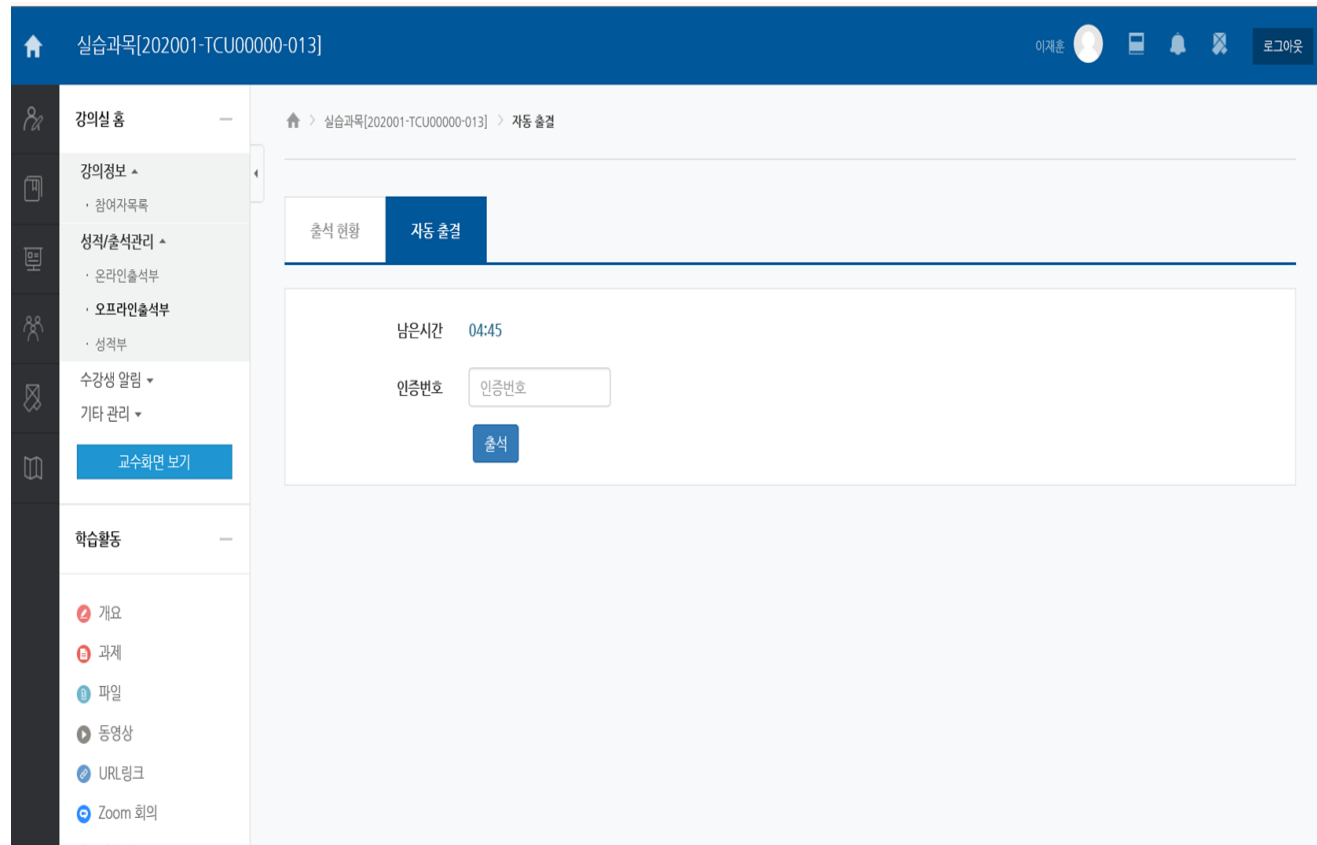 실습과목[202001-TCU00000-013]
이재훈
로그아웃
강의실 홈
강의정보
참여자목록
성적/출석관리
온라인출석부
오프라인출석부
성적부
수강생 알림
기타 관리
교수화면 보기
학습활동
개요
과제
파일
동영상
URL링크
Zoom 회의
실습과목[202001-TCU00000-013] > 자동 출결
출석 현황
자동 출결
남은시간 04:45
인증번호 인증번호
출석